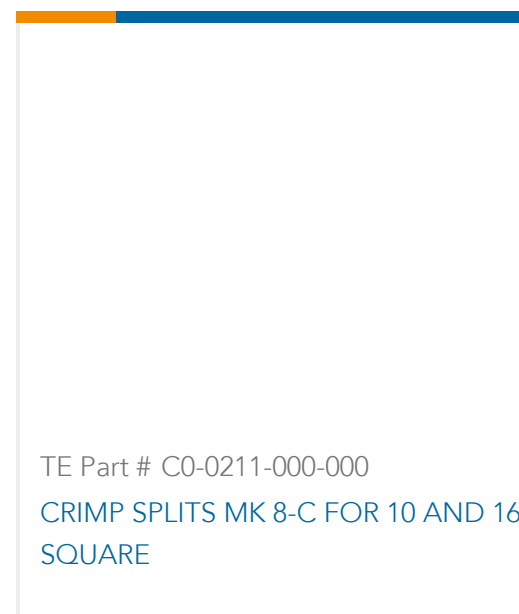 TE Part # C0-0211-000-000
CRIMP SPLITS MK 8-C FOR 10 AND 16
SQUARE